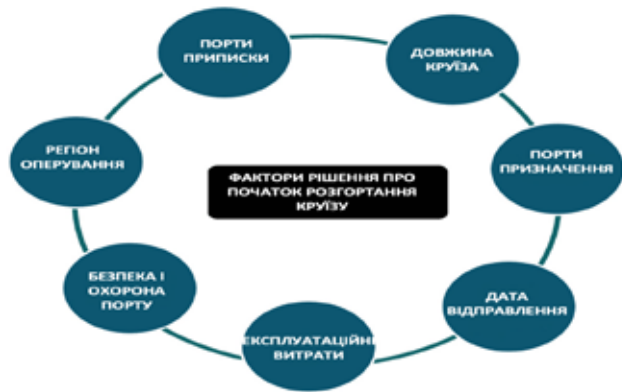 ПОРТИ
ПРИПИСКИ
ДОВЖИНА
КРУЇЗА
РЕГІОН
ОПЕРУВАННЯ
ПОРТИ
ПРИЗНАЧЕННЯ
ФАКТОРИ РІШЕННЯ ПРО
ПОЧАТОК РОЗГОРТАННЯ
КРУЇЗУ
БЕЗПЕКА І
ОХОРОНА
ПОРТУ
ДАТА
ВІДПРАВЛЕННЯ
ЕКСПЛУАТАЦІЙНІ
ВИТРАТИ